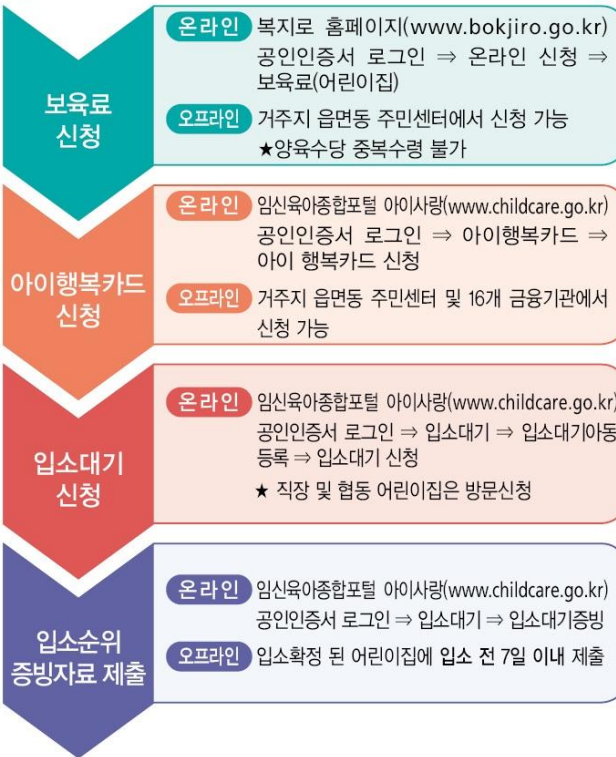 보육료
신청
온라인 복지로 홈페이지(www.bokjiro.go.kr)
공인인증서 로그인 ⇒ 온라인 신청 ⇒
보육료(어린이집)
오프라인 거주지 읍면동 주민센터에서 신청 가능
★양육수당 중복수령 불가
아이행복카드
신청
온라인 임신육아종합포털 아이사랑(www.childcare.go.kr)
공인인증서 로그인 ⇒ 아이행복카드 ⇒
아이 행복카드 신청
오프라인 거주지 읍면동 주민센터 및 16개 금융기관에서
신청 가능
입소대기
신청
온라인 임신육아종합포털 아이사랑(www.childcare.go.kr)
공인인증서 로그인 ⇒ 입소대기 ⇒ 입소대기아동
등록 ⇒ 입소대기 신청
★ 직장 및 협동 어린이집은 방문신청
입소순위
증빙자료 제출
온라인 임신육아종합포털 아이사랑(www.childcare.go.kr)
공인인증서 로그인 ⇒ 입소대기 ⇒ 입소대기증빙
오프라인 입소확정 된 어린이집에 입소 전 7일 이내 제출